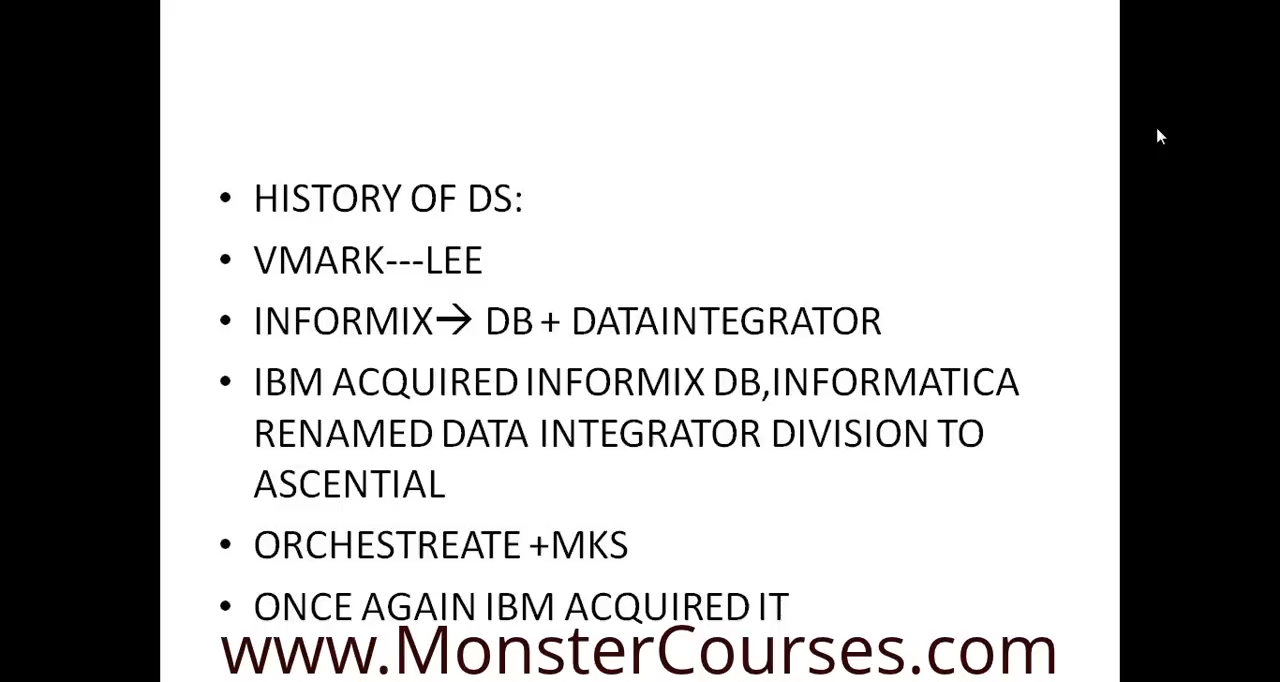 • HISTORY OF DS:
• VMARK---LEE
• INFORMIX→ DB + DATAINTEGRATOR
• IBM ACQUIRED INFORMIX DB,INFORMATICA
RENAMED DATA INTEGRATOR DIVISION TO
ASCENTIAL
• ORCHESTREATE +MKS
• ONCE AGAIN IBM ACQUIRED IT
www.MonsterCourses.com